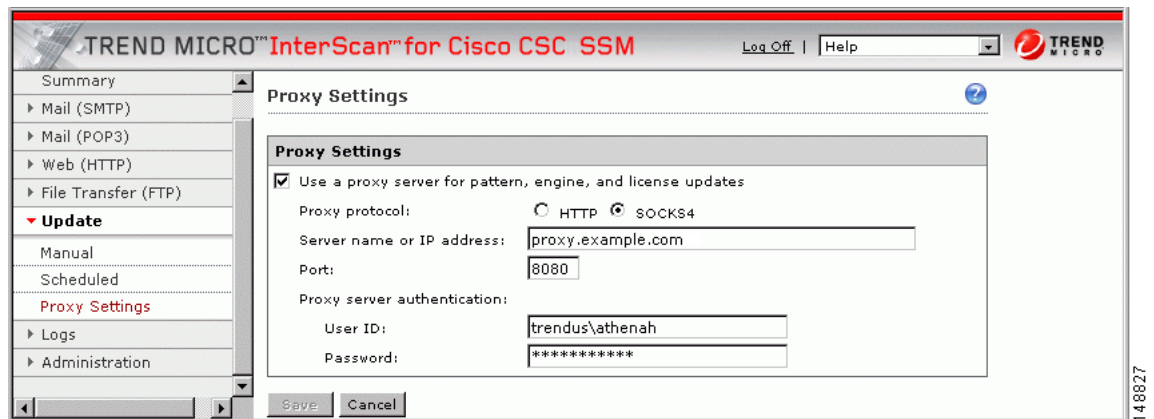 TREND MICRO™ InterScan™ for Cisco CSC SSM
Log Off | Help
TREND MICRO
Summary
Mail (SMTP)
Mail (POP3)
Web (HTTP)
File Transfer (FTP)
Update
Manual
Scheduled
Proxy Settings
Logs
Administration
Proxy Settings
?
Proxy Settings
Use a proxy server for pattern, engine, and license updates
Proxy protocol: HTTP SOCKS4
Server name or IP address: proxy.example.com
Port: 8080
Proxy server authentication:
User ID: trendus\athenah
Password: ***********
Save Cancel
148827